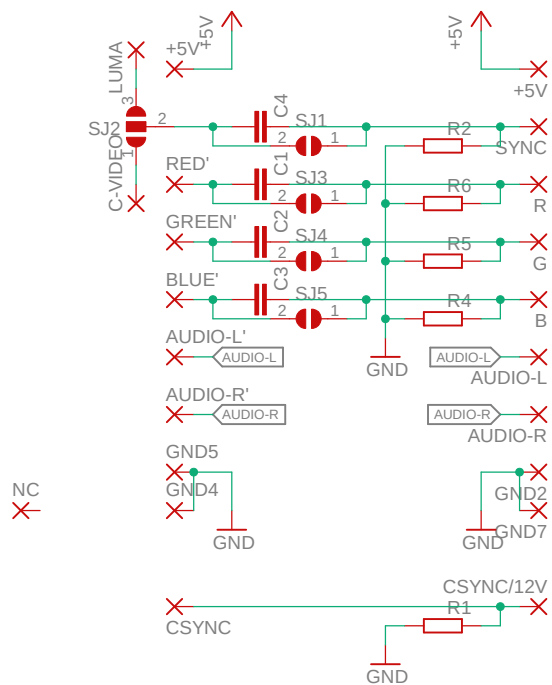 +5V
+5V
LUMA
+5V'
+5V
3
C4
SJ1
R2
SJ2
2
2
1
SYNC
1
C-VIDEO
RED'
C1
SJ3
R6
2
1
R
GREEN'
C2
SJ4
R5
2
1
G
BLUE'
C3
SJ5
R4
2
1
B
AUDIO-L'
AUDIO-L
GND
AUDIO-L
AUDIO-L
AUDIO-R'
AUDIO-R
AUDIO-R
AUDIO-R
GND5
NC
GND4
GND2
GND
GND
GND7
CSYNC/12V
CSYNC
R1
GND